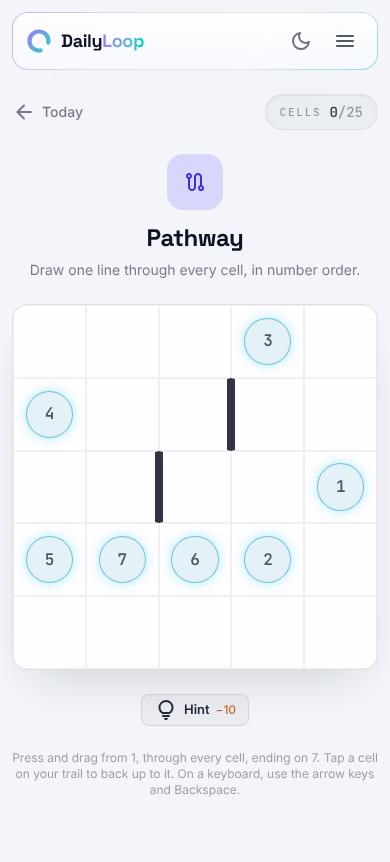 DailyLoop
Today
CELLS 0/25
Pathway
Draw one line through every cell, in number order.
3
4
1
5 7 6 2
Hint −10
Press and drag from 1, through every cell, ending on 7. Tap a cell
on your trail to back up to it. On a keyboard, use the arrow keys
and Backspace.